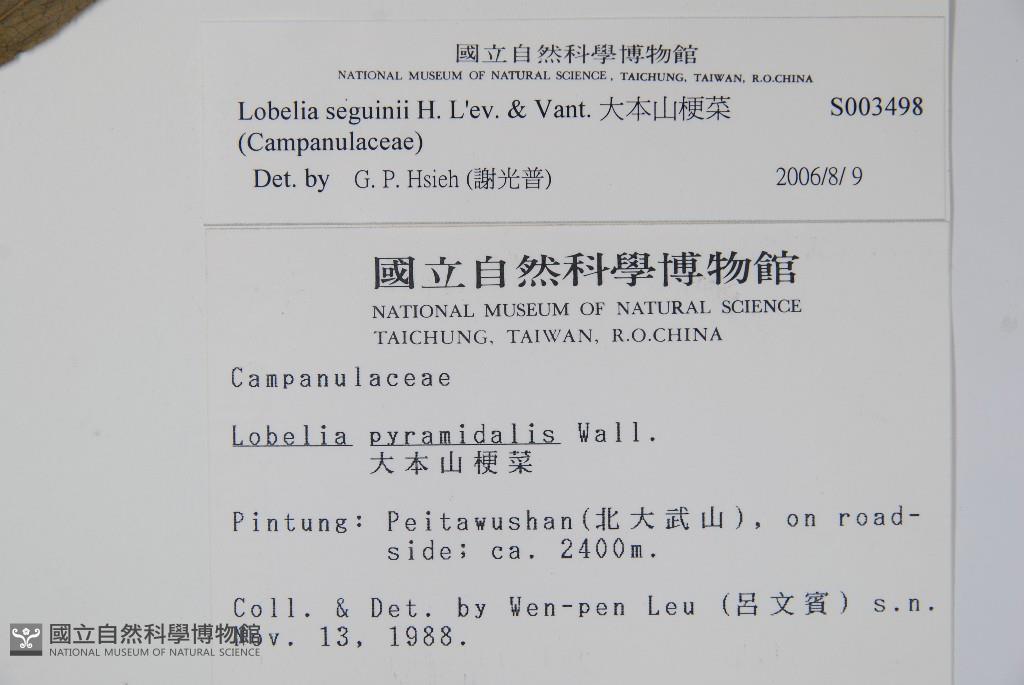 國立自然科學博物館
NATIONAL MUSEUM OF NATURAL SCIENCE, TAICHUNG, TAIWAN, R.O.CHINA
Lobelia seguinii H. L'ev. & Vant. 大本山梗菜 S003498
(Campanulaceae)
Det. by G. P. Hsieh (謝光普) 2006/8/ 9
國立自然科學博物館
NATIONAL MUSEUM OF NATURAL SCIENCE
TAICHUNG, TAIWAN, R.O.CHINA
Campanulaceae
Lobelia pyramidalis Wall.
大本山梗菜
Pintung: Peitawushan(北大武山), on road-
side; ca. 2400m.
Coll. & Det. by Wen-pen Leu (呂文賓) s.n.
Nov. 13, 1988.
國立自然科學博物館
NATIONAL MUSEUM OF NATURAL SCIENCE